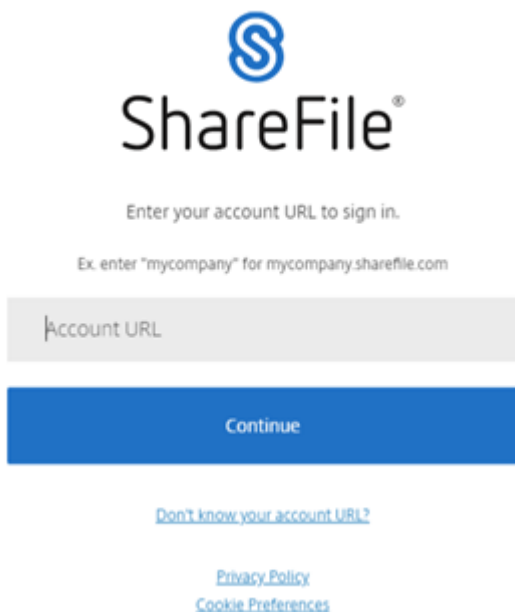 ShareFile®
Enter your account URL to sign in.
Ex. enter "mycompany" for mycompany.sharefile.com
Account URL
Continue
Don't know your account URL?
Privacy Policy
Cookie Preferences